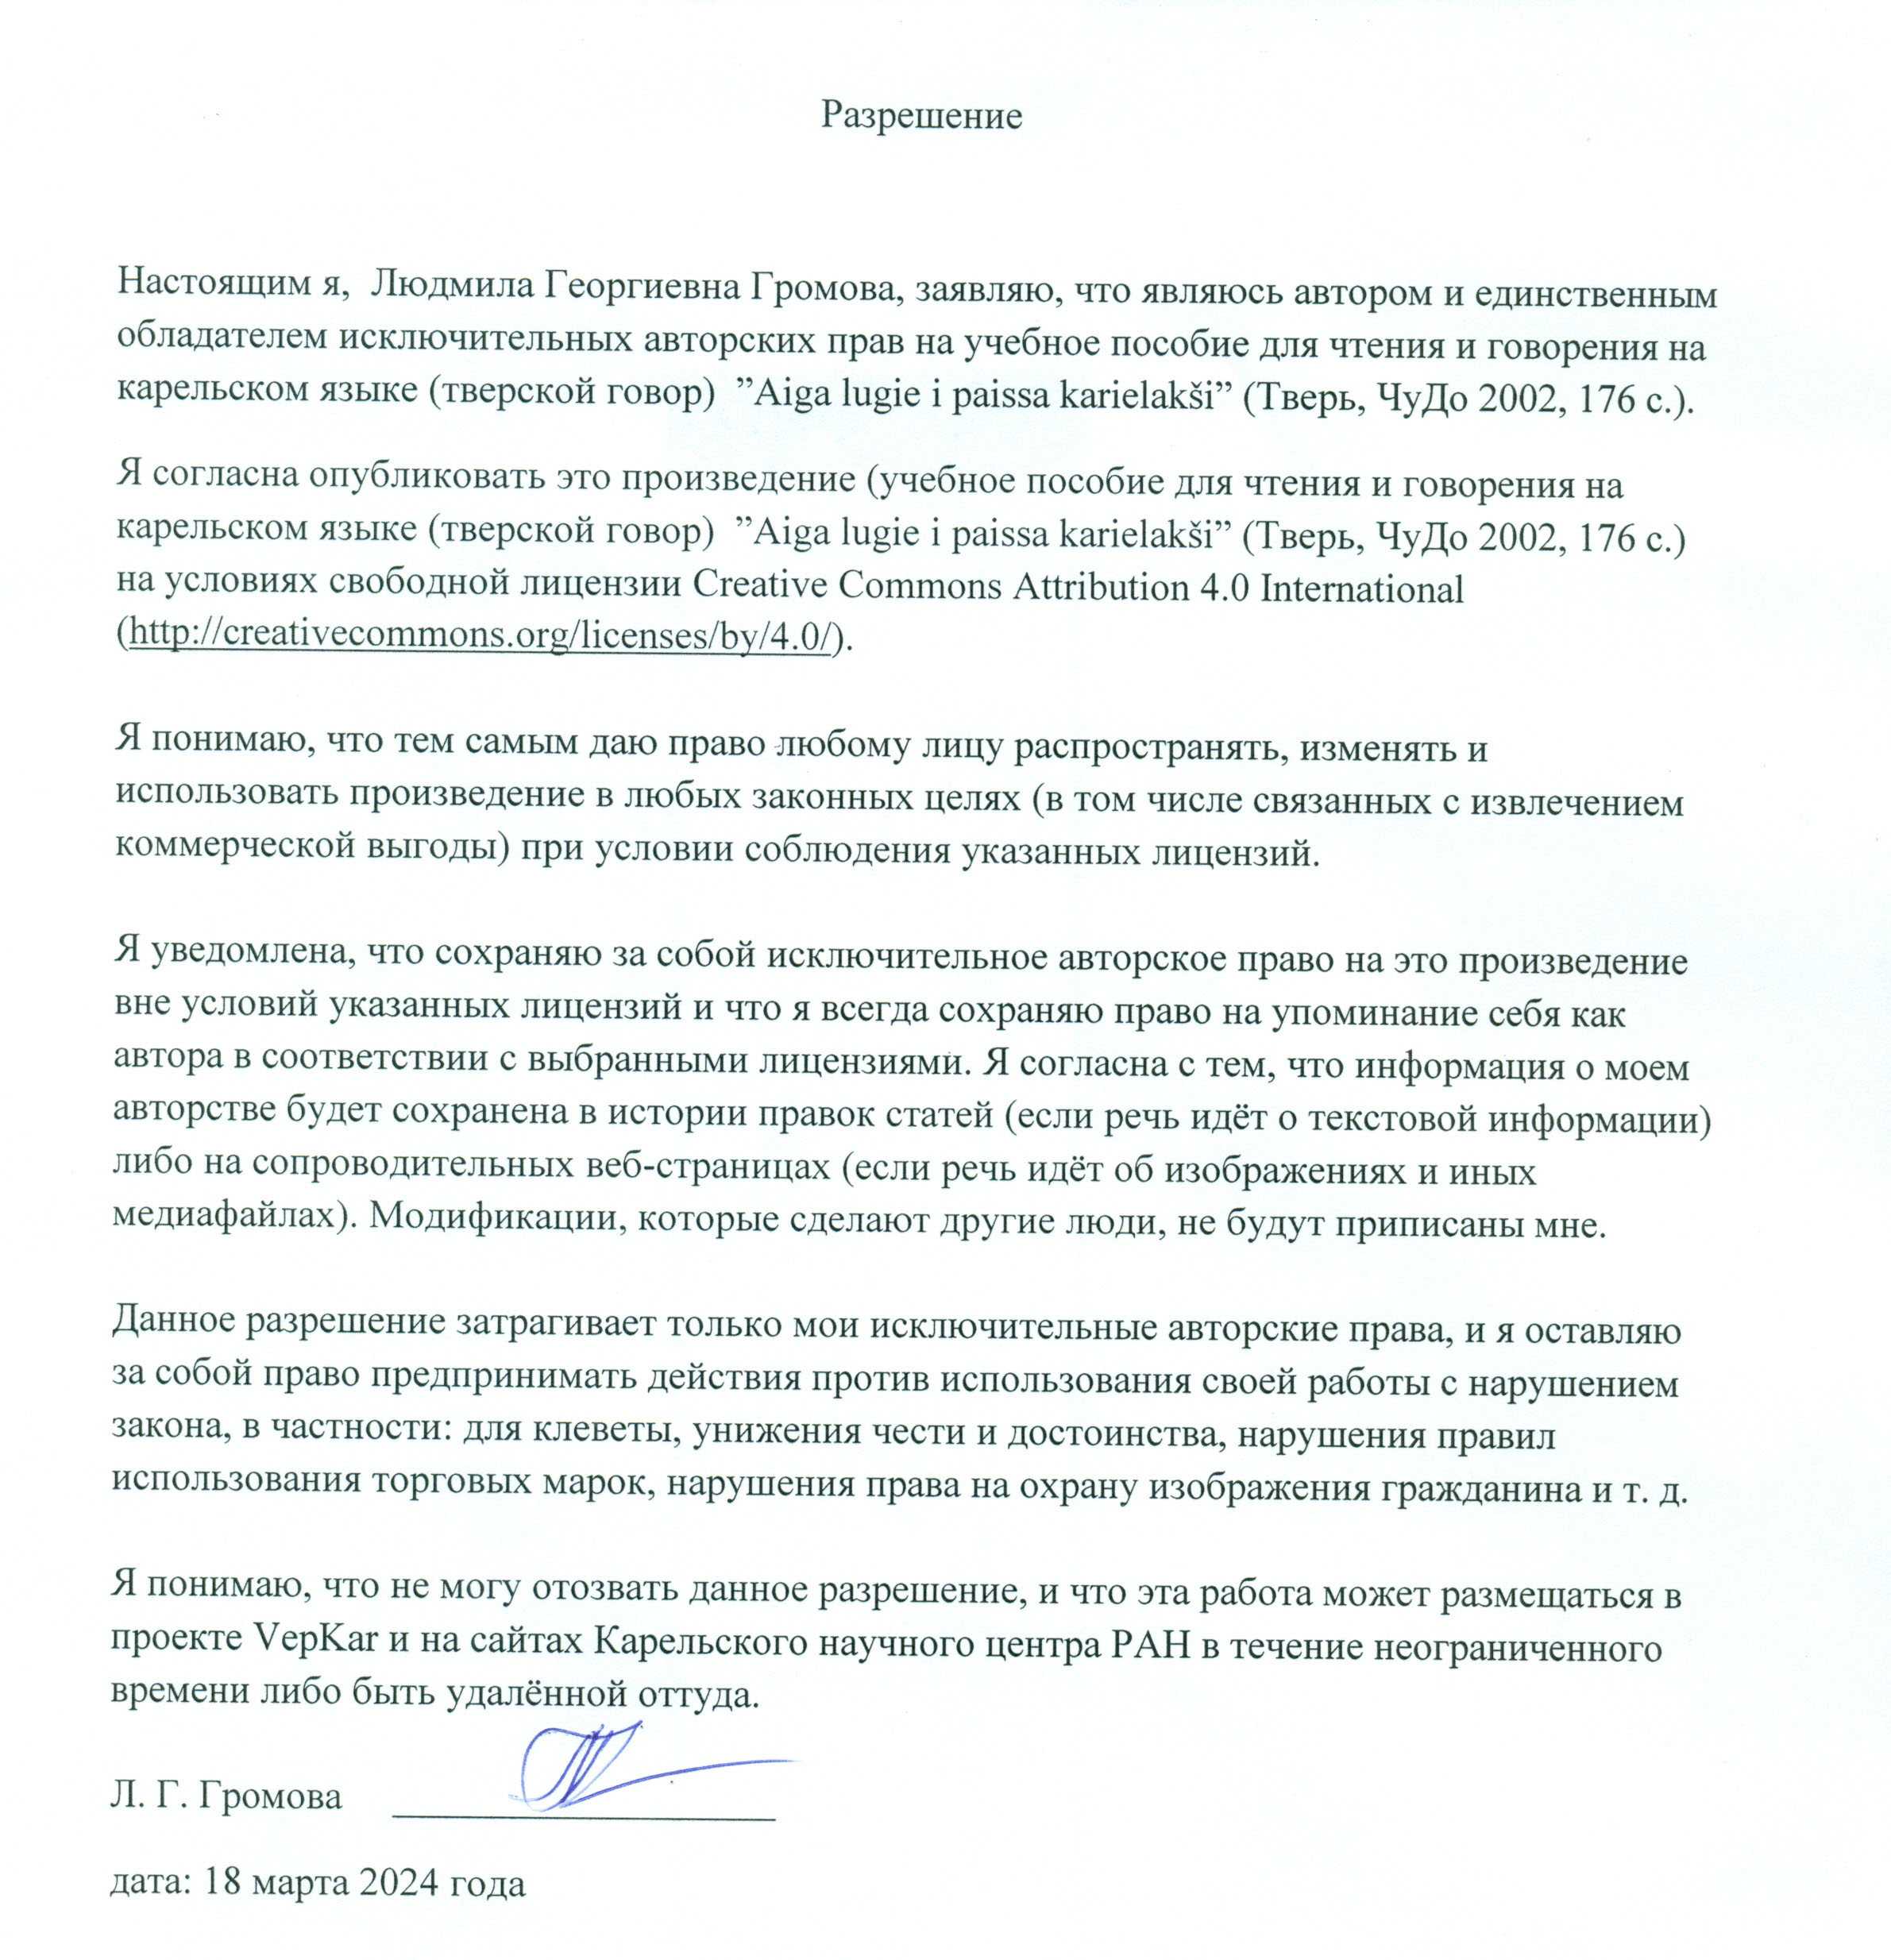 Разрешение
Настоящим я,  Людмила Георгиевна Громова, заявляю, что являюсь автором и единственным
обладателем исключительных авторских прав на учебное пособие для чтения и говорения на
карельском языке (тверской говор)  ”Aiga lugie i paissa karielakši” (Тверь, ЧуДо 2002, 176 с.).
Я согласна опубликовать это произведение (учебное пособие для чтения и говорения на
карельском языке (тверской говор)  ”Aiga lugie i paissa karielakši” (Тверь, ЧуДо 2002, 176 с.)
на условиях свободной лицензии Creative Commons Attribution 4.0 International
(http://creativecommons.org/licenses/by/4.0/).
Я понимаю, что тем самым даю право любому лицу распространять, изменять и
использовать произведение в любых законных целях (в том числе связанных с извлечением
коммерческой выгоды) при условии соблюдения указанных лицензий.
Я уведомлена, что сохраняю за собой исключительное авторское право на это произведение
вне условий указанных лицензий и что я всегда сохраняю право на упоминание себя как
автора в соответствии с выбранными лицензиями. Я согласна с тем, что информация о моем
авторстве будет сохранена в истории правок статей (если речь идёт о текстовой информации)
либо на сопроводительных веб-страницах (если речь идёт об изображениях и иных
медиафайлах). Модификации, которые сделают другие люди, не будут приписаны мне.
Данное разрешение затрагивает только мои исключительные авторские права, и я оставляю
за собой право предпринимать действия против использования своей работы с нарушением
закона, в частности: для клеветы, унижения чести и достоинства, нарушения правил
использования торговых марок, нарушения права на охрану изображения гражданина и т. д.
Я понимаю, что не могу отозвать данное разрешение, и что эта работа может размещаться в
проекте VepKar и на сайтах Карельского научного центра РАН в течение неограниченного
времени либо быть удалённой оттуда.
Л. Г. Громова
дата: 18 марта 2024 года